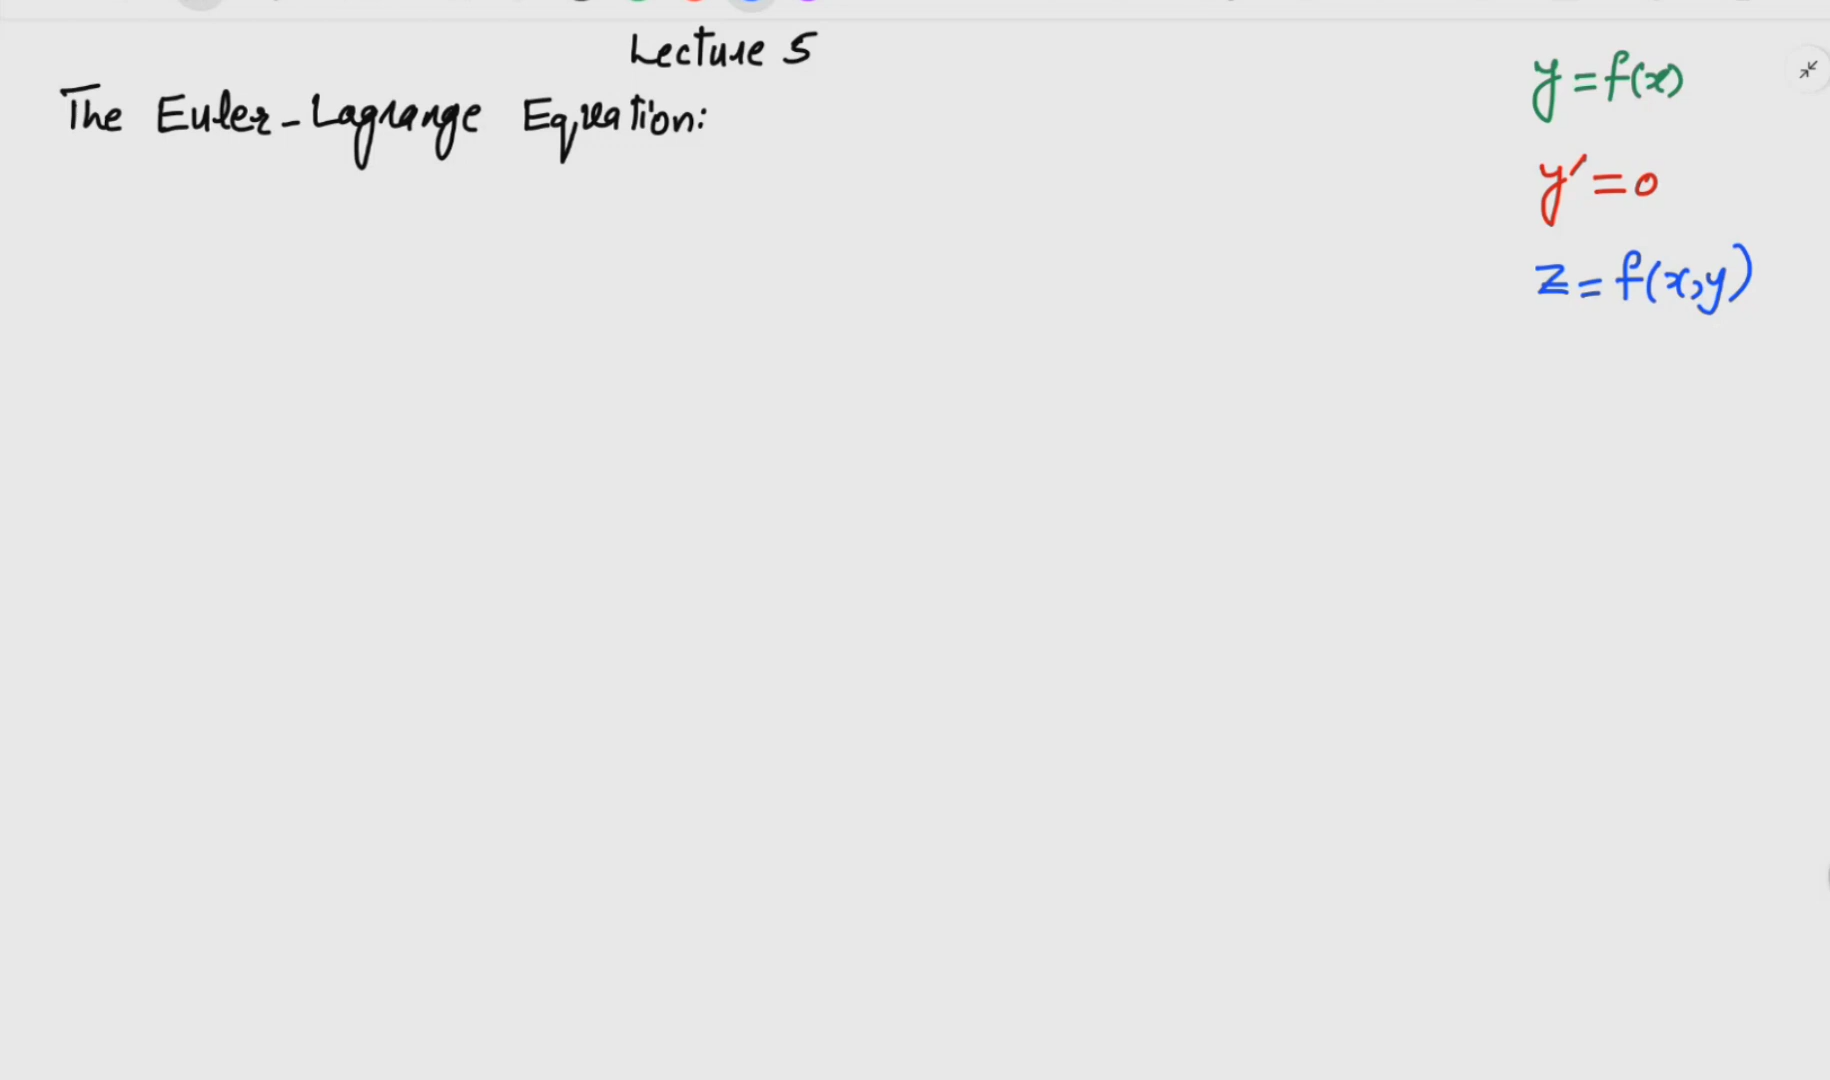 Lecture 5
The Euler-Lagrange Equation:
y = f(x)
y' = 0
z = f(x,y)